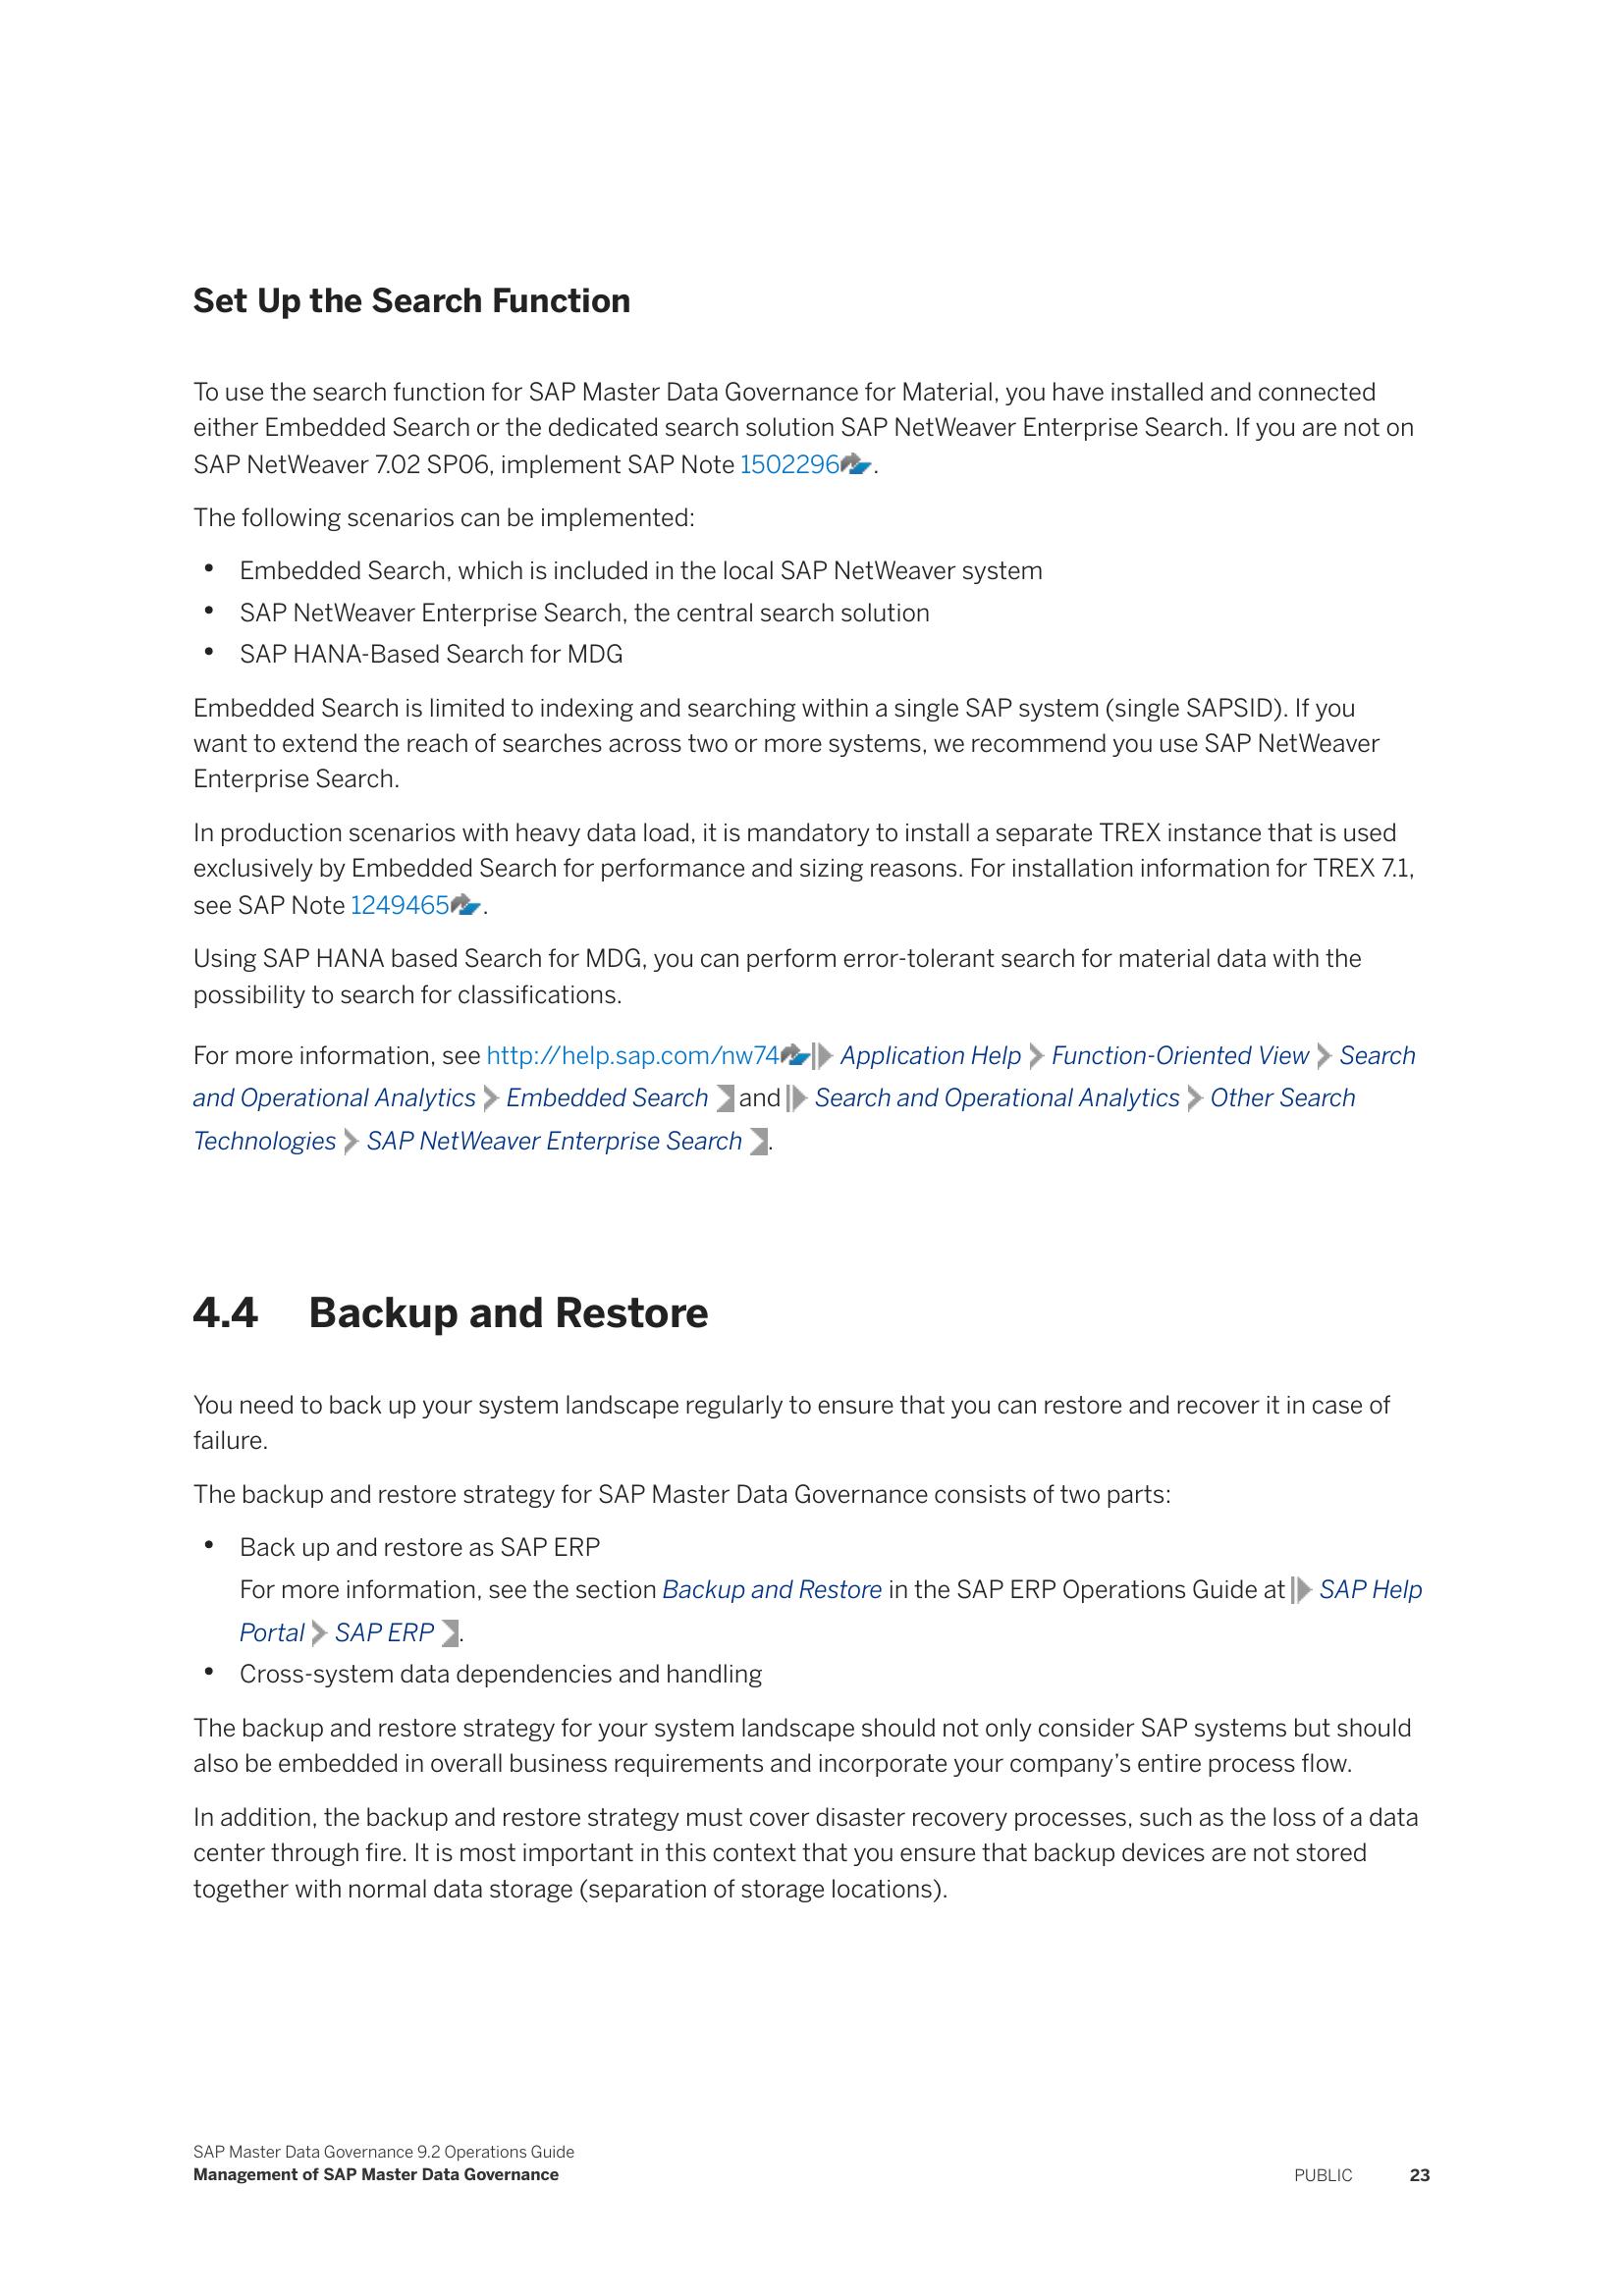 Set Up the Search Function
To use the search function for SAP Master Data Governance for Material, you have installed and connected
either Embedded Search or the dedicated search solution SAP NetWeaver Enterprise Search. If you are not on
SAP NetWeaver 7.02 SP06, implement SAP Note 1502296.
The following scenarios can be implemented:
• Embedded Search, which is included in the local SAP NetWeaver system
• SAP NetWeaver Enterprise Search, the central search solution
• SAP HANA-Based Search for MDG
Embedded Search is limited to indexing and searching within a single SAP system (single SAPSID). If you
want to extend the reach of searches across two or more systems, we recommend you use SAP NetWeaver
Enterprise Search.
In production scenarios with heavy data load, it is mandatory to install a separate TREX instance that is used
exclusively by Embedded Search for performance and sizing reasons. For installation information for TREX 7.1,
see SAP Note 1249465.
Using SAP HANA based Search for MDG, you can perform error-tolerant search for material data with the
possibility to search for classifications.
For more information, see http://help.sap.com/nw74 Application Help Function-Oriented View Search
and Operational Analytics Embedded Search and Search and Operational Analytics Other Search
Technologies SAP NetWeaver Enterprise Search.
4.4 Backup and Restore
You need to back up your system landscape regularly to ensure that you can restore and recover it in case of
failure.
The backup and restore strategy for SAP Master Data Governance consists of two parts:
• Back up and restore as SAP ERP
For more information, see the section Backup and Restore in the SAP ERP Operations Guide at SAP Help
Portal SAP ERP.
• Cross-system data dependencies and handling
The backup and restore strategy for your system landscape should not only consider SAP systems but should
also be embedded in overall business requirements and incorporate your company’s entire process flow.
In addition, the backup and restore strategy must cover disaster recovery processes, such as the loss of a data
center through fire. It is most important in this context that you ensure that backup devices are not stored
together with normal data storage (separation of storage locations).
SAP Master Data Governance 9.2 Operations Guide
Management of SAP Master Data Governance PUBLIC 23